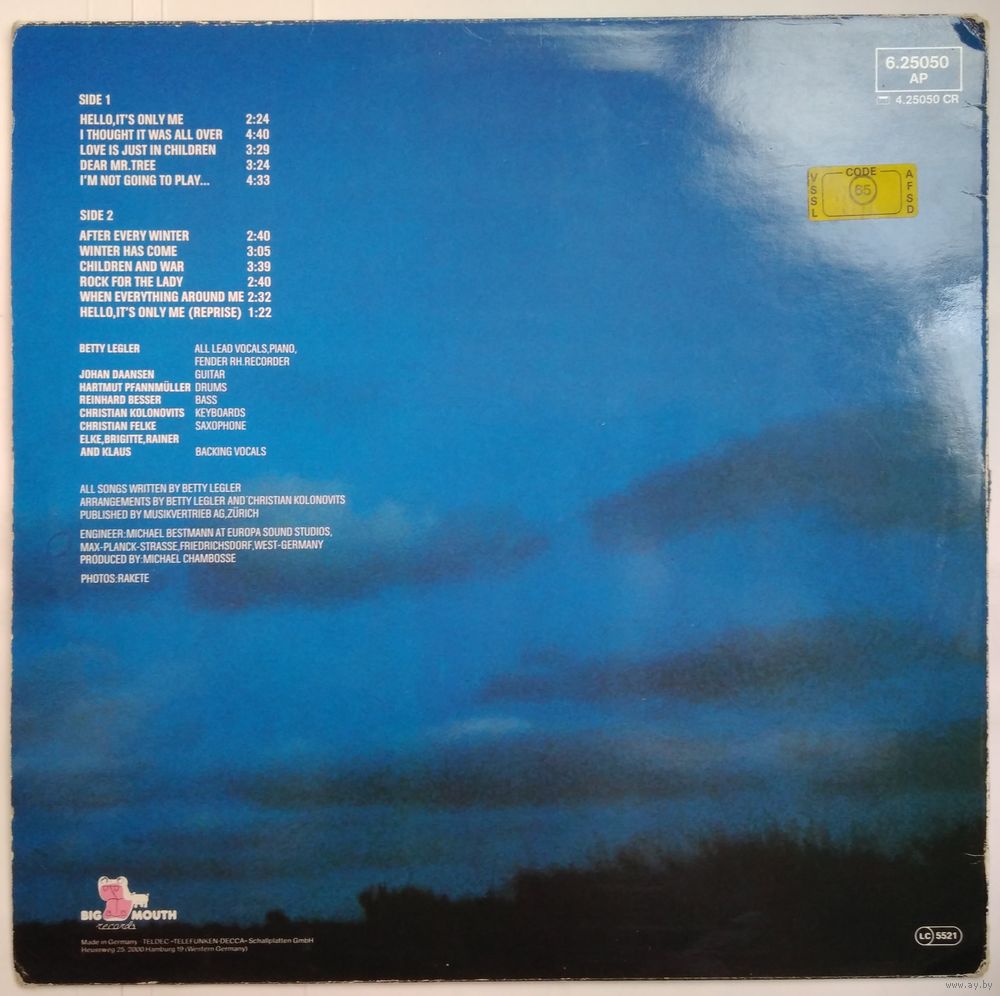 6.25050
AP
4.25050 CR
SIDE 1
HELLO,IT'S ONLY ME 2:24
I THOUGHT IT WAS ALL OVER 4:40
LOVE IS JUST IN CHILDREN 3:29
DEAR MR.TREE 3:24
I'M NOT GOING TO PLAY... 4:33
CODE
VSSL
65
AFSD
SIDE 2
AFTER EVERY WINTER 2:40
WINTER HAS COME 3:05
CHILDREN AND WAR 3:39
ROCK FOR THE LADY 2:40
WHEN EVERYTHING AROUND ME 2:32
HELLO,IT'S ONLY ME (REPRISE) 1:22
BETTY LEGLER ALL LEAD VOCALS,PIANO,
FENDER RH.RECORDER
JOHAN DAANSEN GUITAR
HARTMUT PFANNMÜLLER DRUMS
REINHARD BESSER BASS
CHRISTIAN KOLONOVITS KEYBOARDS
CHRISTIAN FELKE SAXOPHONE
ELKE,BRIGITTE,RAINER
AND KLAUS BACKING VOCALS
ALL SONGS WRITTEN BY BETTY LEGLER
ARRANGEMENTS BY BETTY LEGLER AND CHRISTIAN KOLONOVITS
PUBLISHED BY MUSIKVERTRIEB AG,ZÜRICH
ENGINEER:MICHAEL BESTMANN AT EUROPA SOUND STUDIOS,
MAX-PLANCK-STRASSE,FRIEDRICHSDORF,WEST-GERMANY
PRODUCED BY:MICHAEL CHAMBOSSE
PHOTOS:RAKETE
BIG MOUTH
records
Made in Germany · TELDEC »TELEFUNKEN-DECCA« Schallplatten GmbH
Heussweg 25, 2000 Hamburg 19 (Western Germany)
LC 5521
www.ay.by